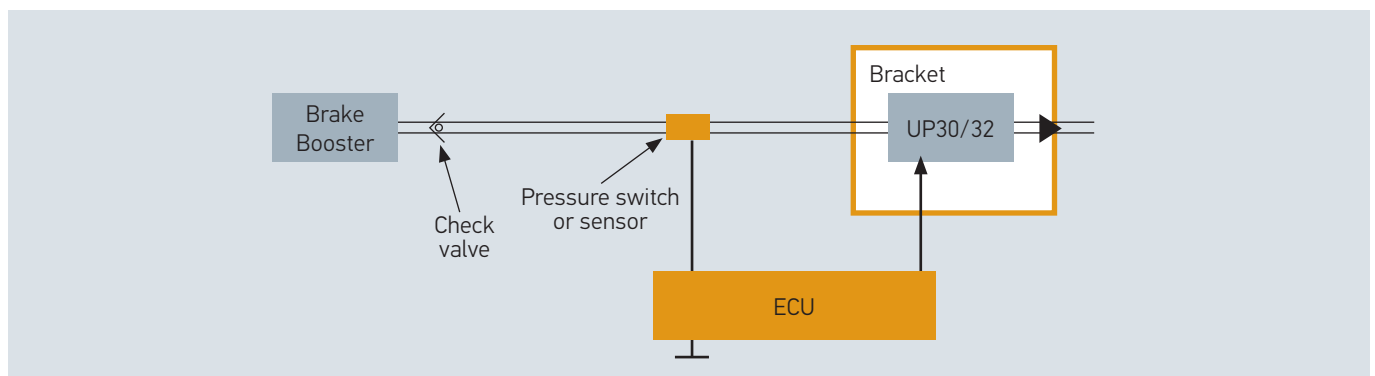 Brake
Booster
Check
valve
Pressure switch
or sensor
Bracket
UP30/32
ECU